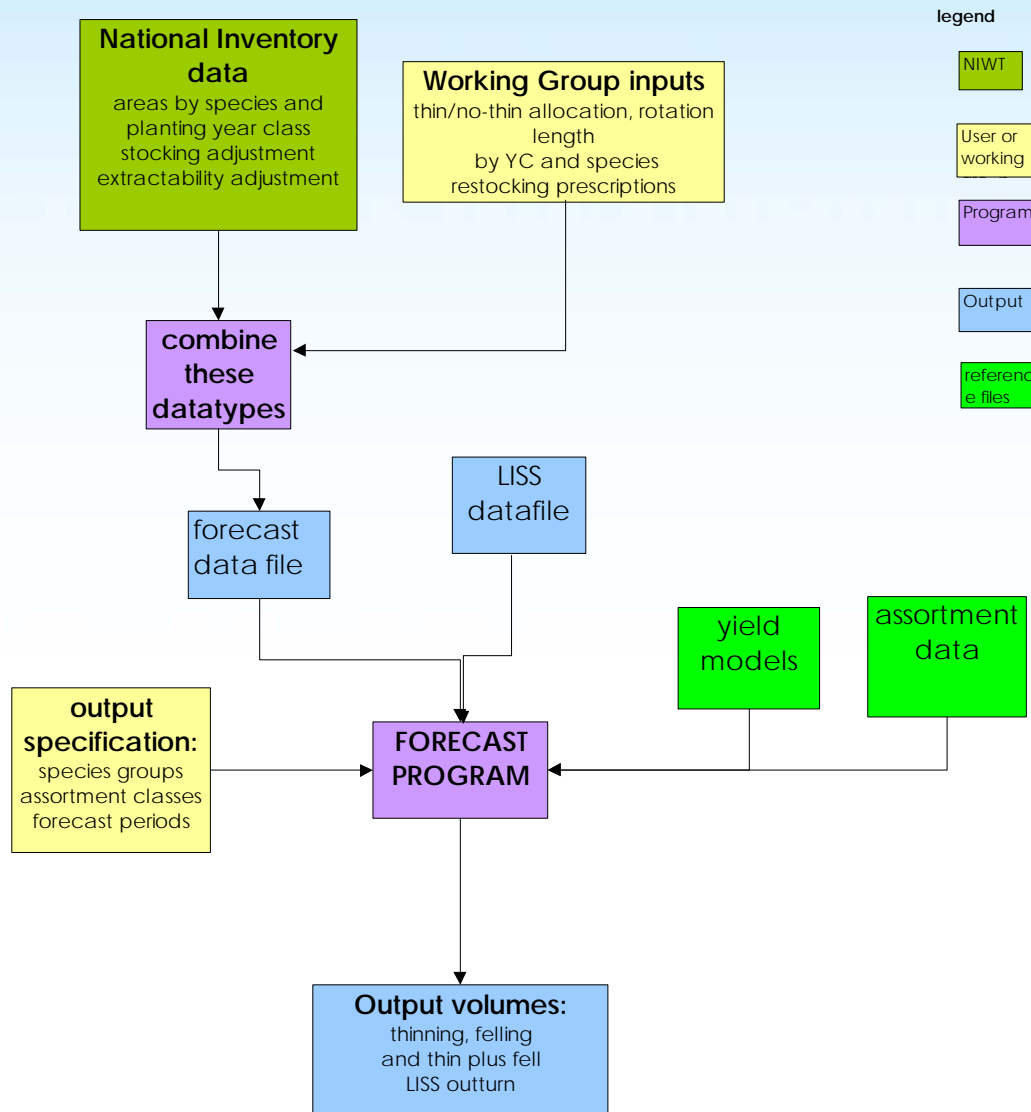 legend
National Inventory
data
areas by species and
planting year class
stocking adjustment
extractability adjustment
Working Group inputs
thin/no-thin allocation, rotation
length
by YC and species
restocking prescriptions
NIWT
User or
working
Program
Output
referenc
e files
combine
these
datatypes
forecast
data file
LISS
datafile
yield
models
assortment
data
output
specification:
species groups
assortment classes
forecast periods
FORECAST
PROGRAM
Output volumes:
thinning, felling
and thin plus fell
LISS outturn